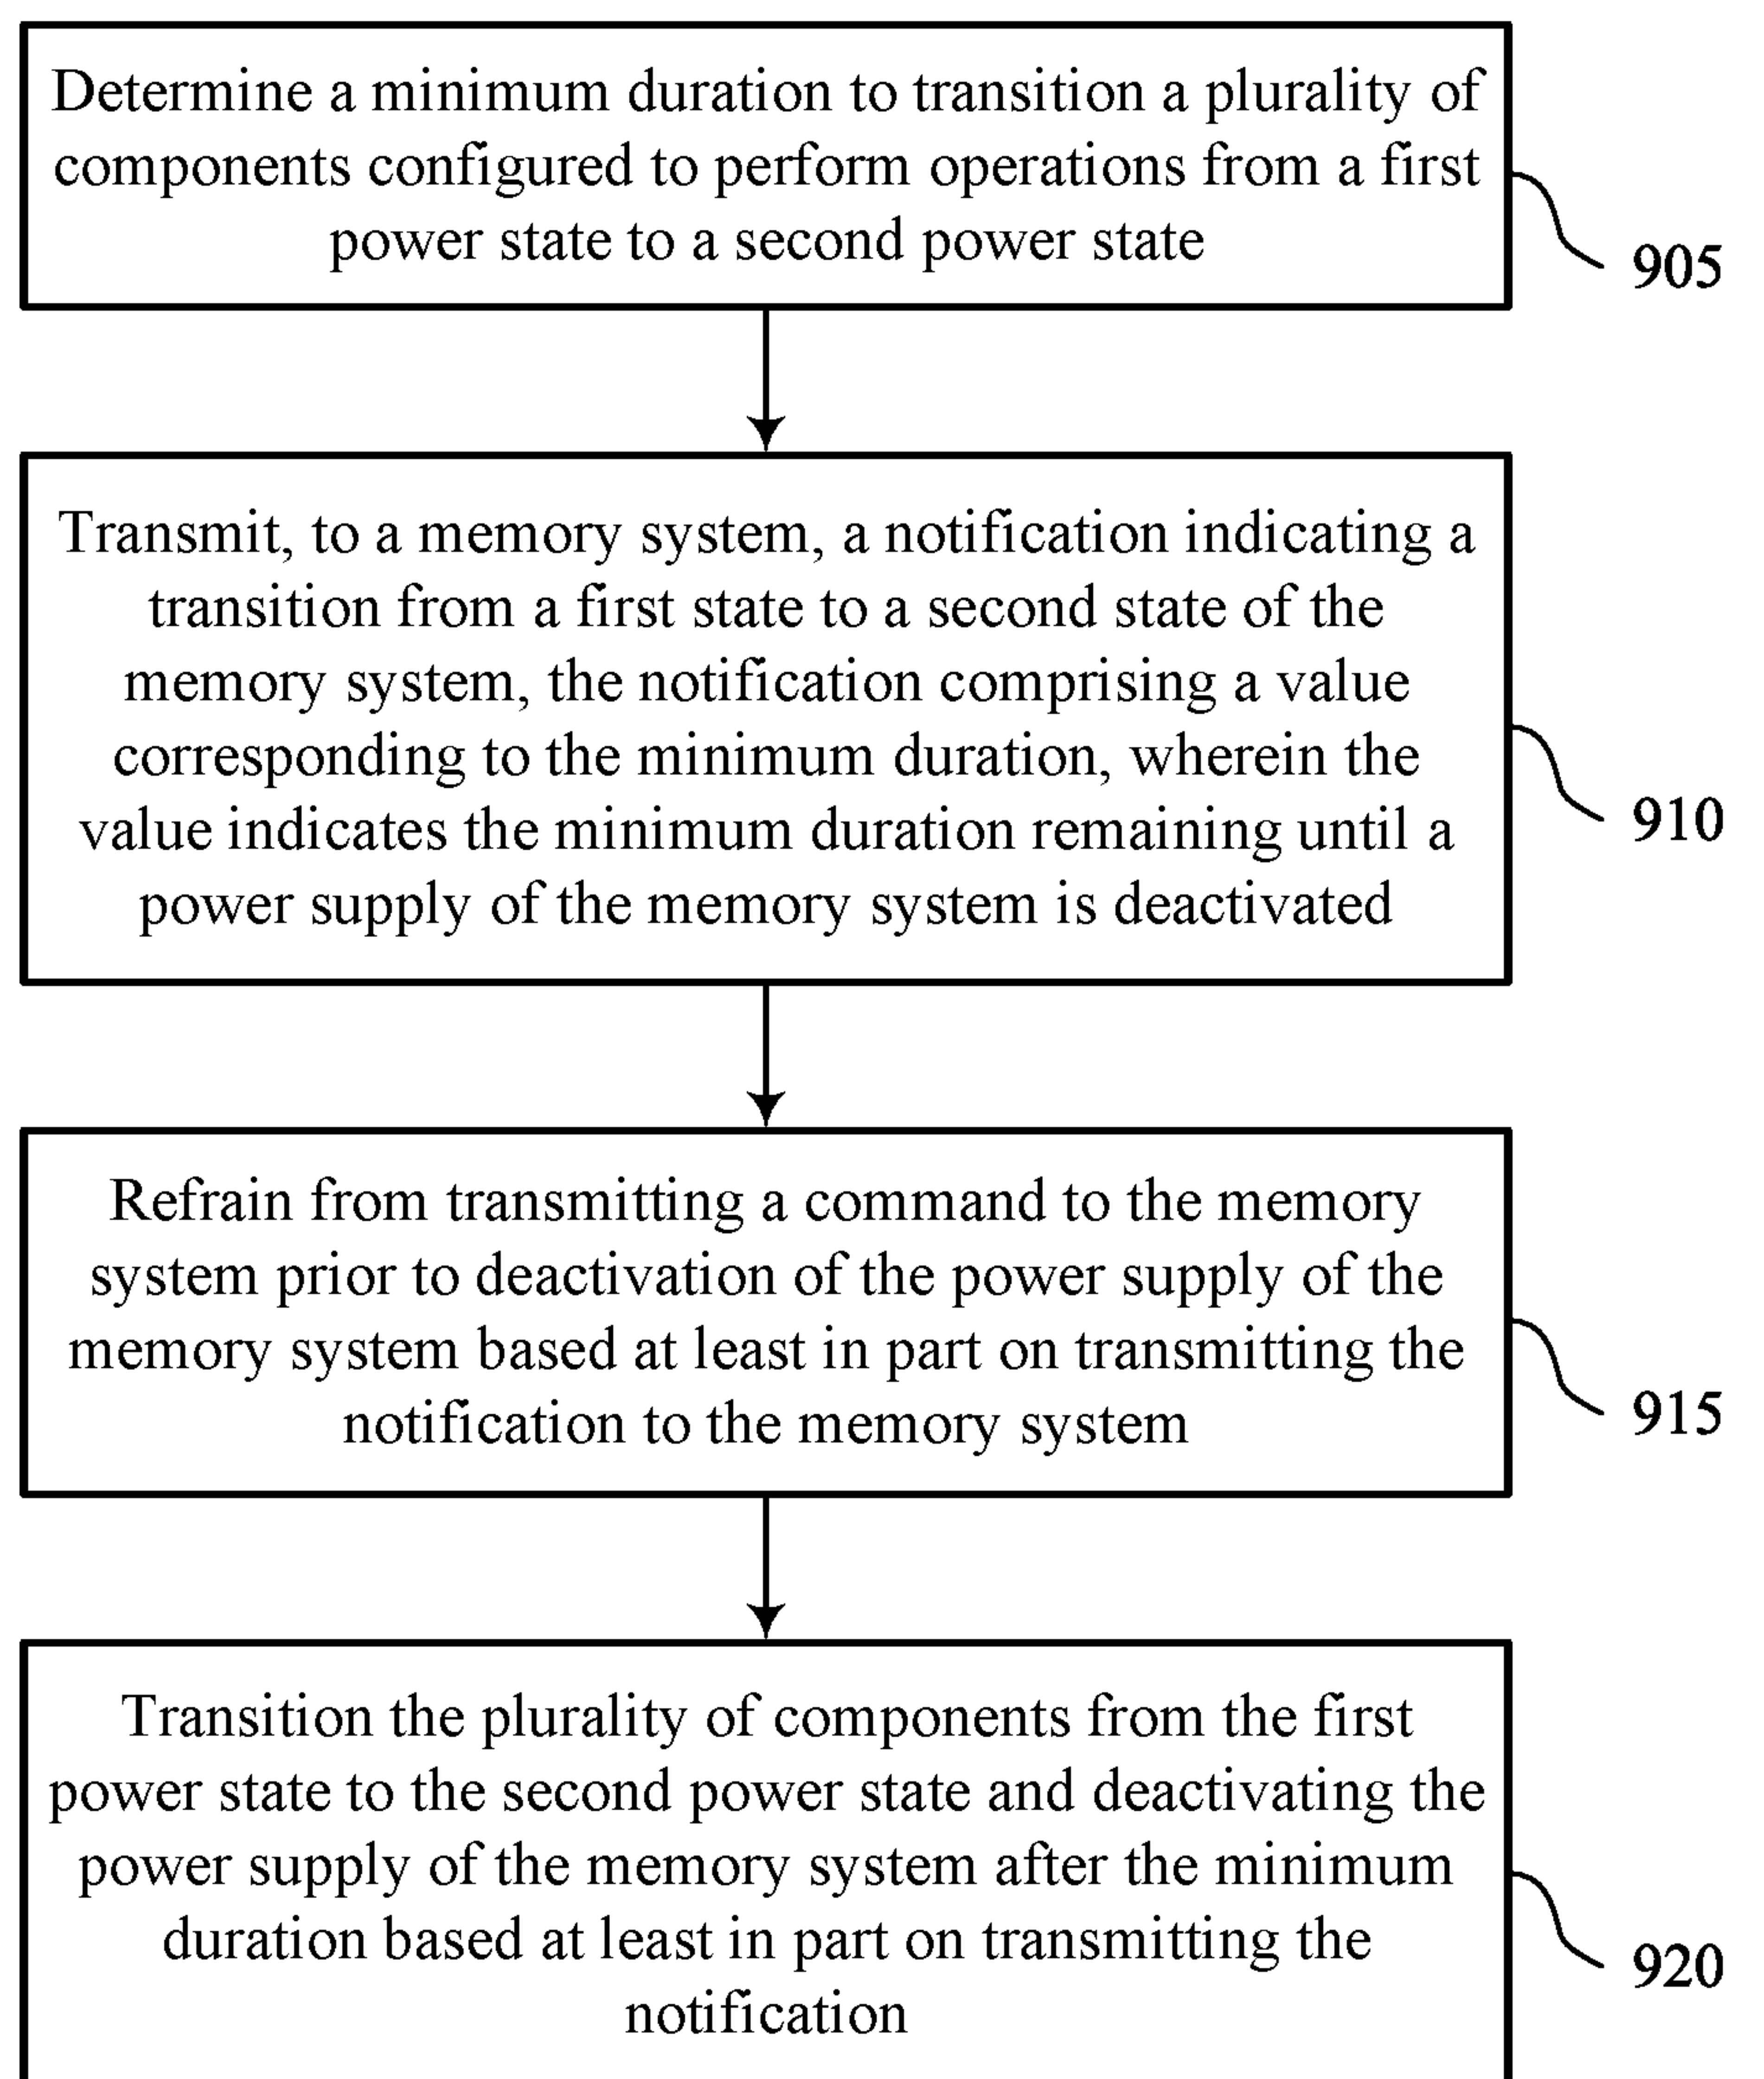 Determine a minimum duration to transition a plurality of
components configured to perform operations from a first
power state to a second power state
905
Transmit, to a memory system, a notification indicating a
transition from a first state to a second state of the
memory system, the notification comprising a value
corresponding to the minimum duration, wherein the
value indicates the minimum duration remaining until a
power supply of the memory system is deactivated
910
Refrain from transmitting a command to the memory
system prior to deactivation of the power supply of the
memory system based at least in part on transmitting the
notification to the memory system
915
Transition the plurality of components from the first
power state to the second power state and deactivating the
power supply of the memory system after the minimum
duration based at least in part on transmitting the
notification
920